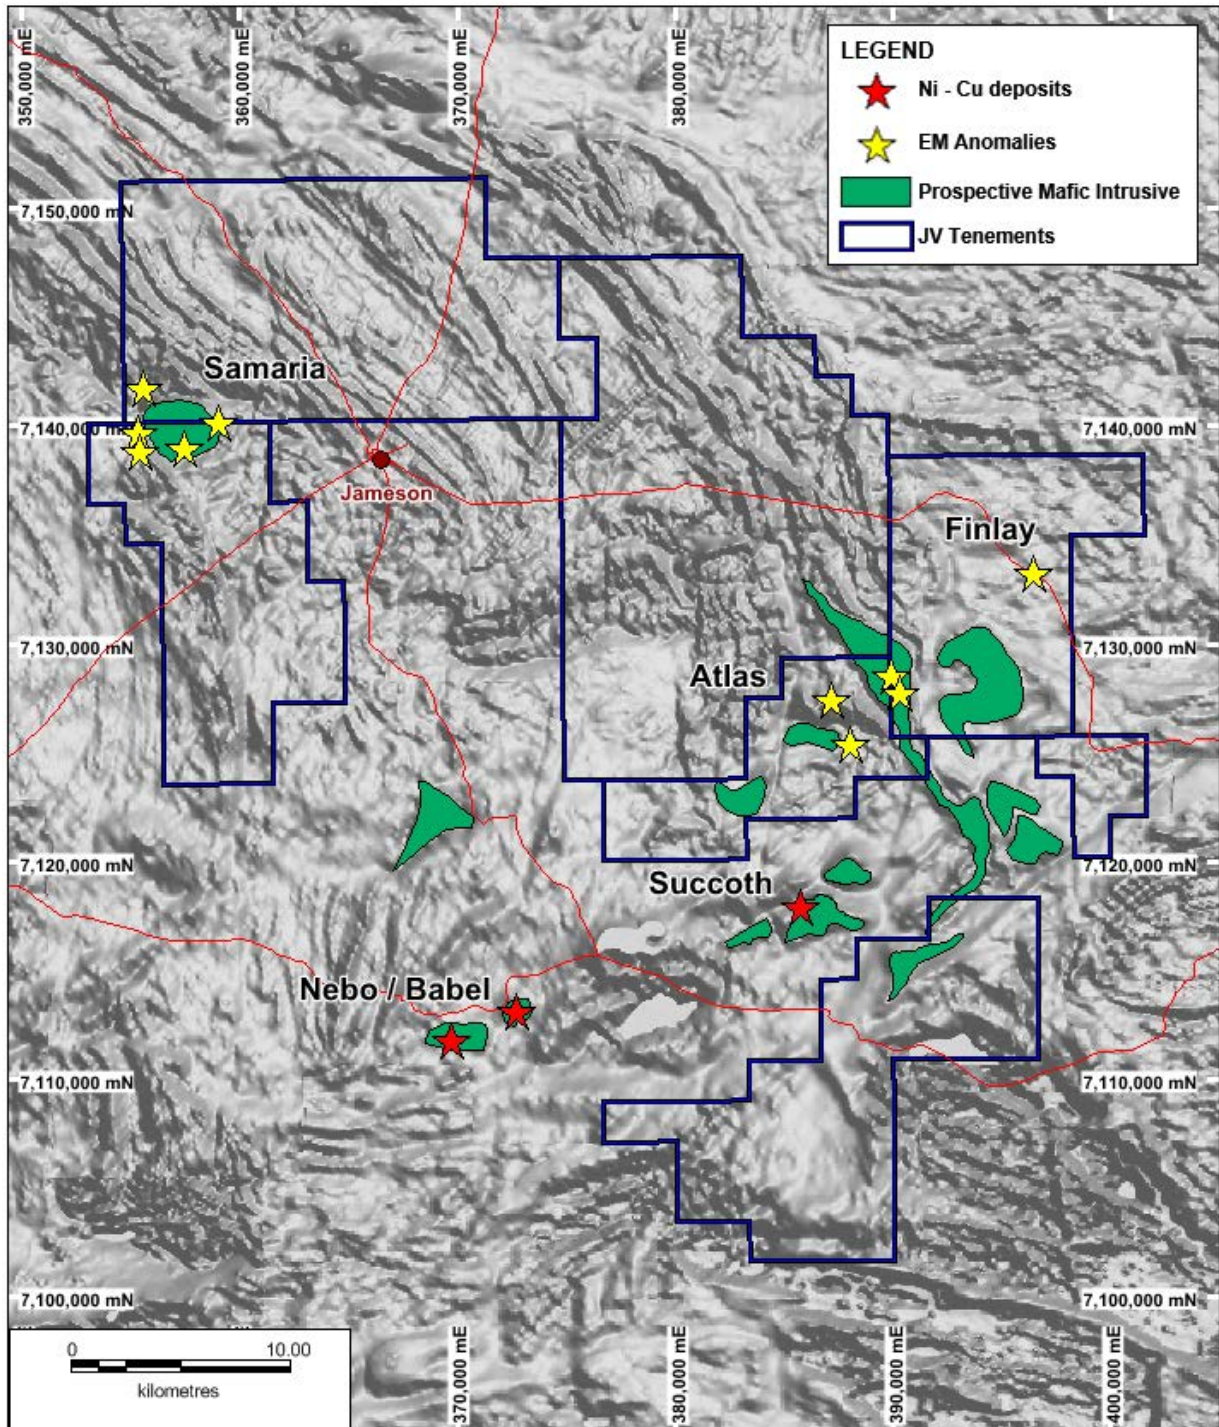 350,000 mE
360,000 mE
370,000 mE
380,000 mE
LEGEND
Ni - Cu deposits
EM Anomalies
Prospective Mafic Intrusive
JV Tenements
7,150,000 mN
Samaria
7,140,000 mN
7,140,000 mN
Jameson
Finlay
7,130,000 mN
7,130,000 mN
Atlas
7,120,000 mN
7,120,000 mN
Succoth
Nebo / Babel
7,110,000 mN
7,110,000 mN
7,100,000 mN
7,100,000 mN
0 10.00
kilometres
370,000 mE
380,000 mE
390,000 mE
400,000 mE